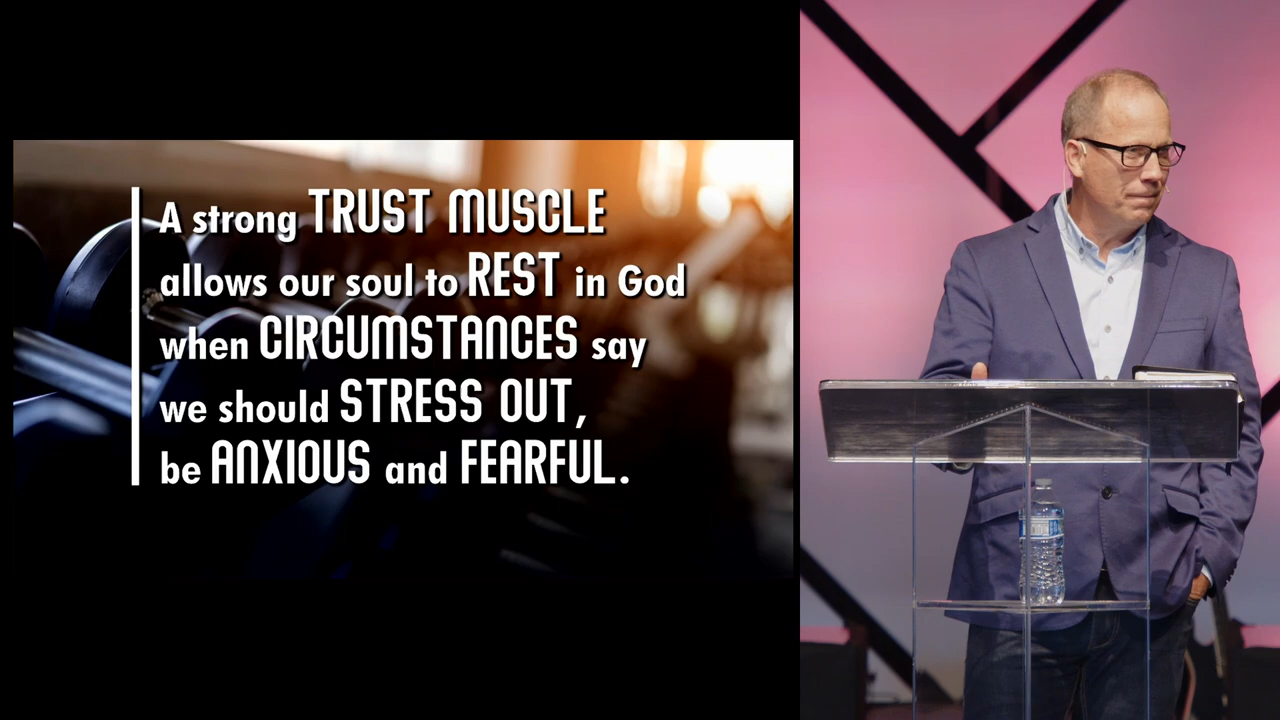 A strong TRUST MUSCLE
allows our soul to REST in God
when CIRCUMSTANCES say
we should STRESS OUT,
be ANXIOUS and FEARFUL.